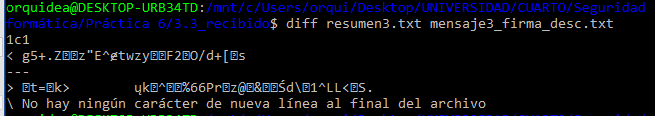 orquidea@DESKTOP-URB34TD:/mnt/c/Users/orqui/Desktop/UNIVERSIDAD/CUARTO/Seguridad
formática/Práctica 6/3.3_recibido$ diff resumen3.txt mensaje3_firma_desc.txt
1c1
<
---
>
\ No hay ningún carácter de nueva línea al final del archivo